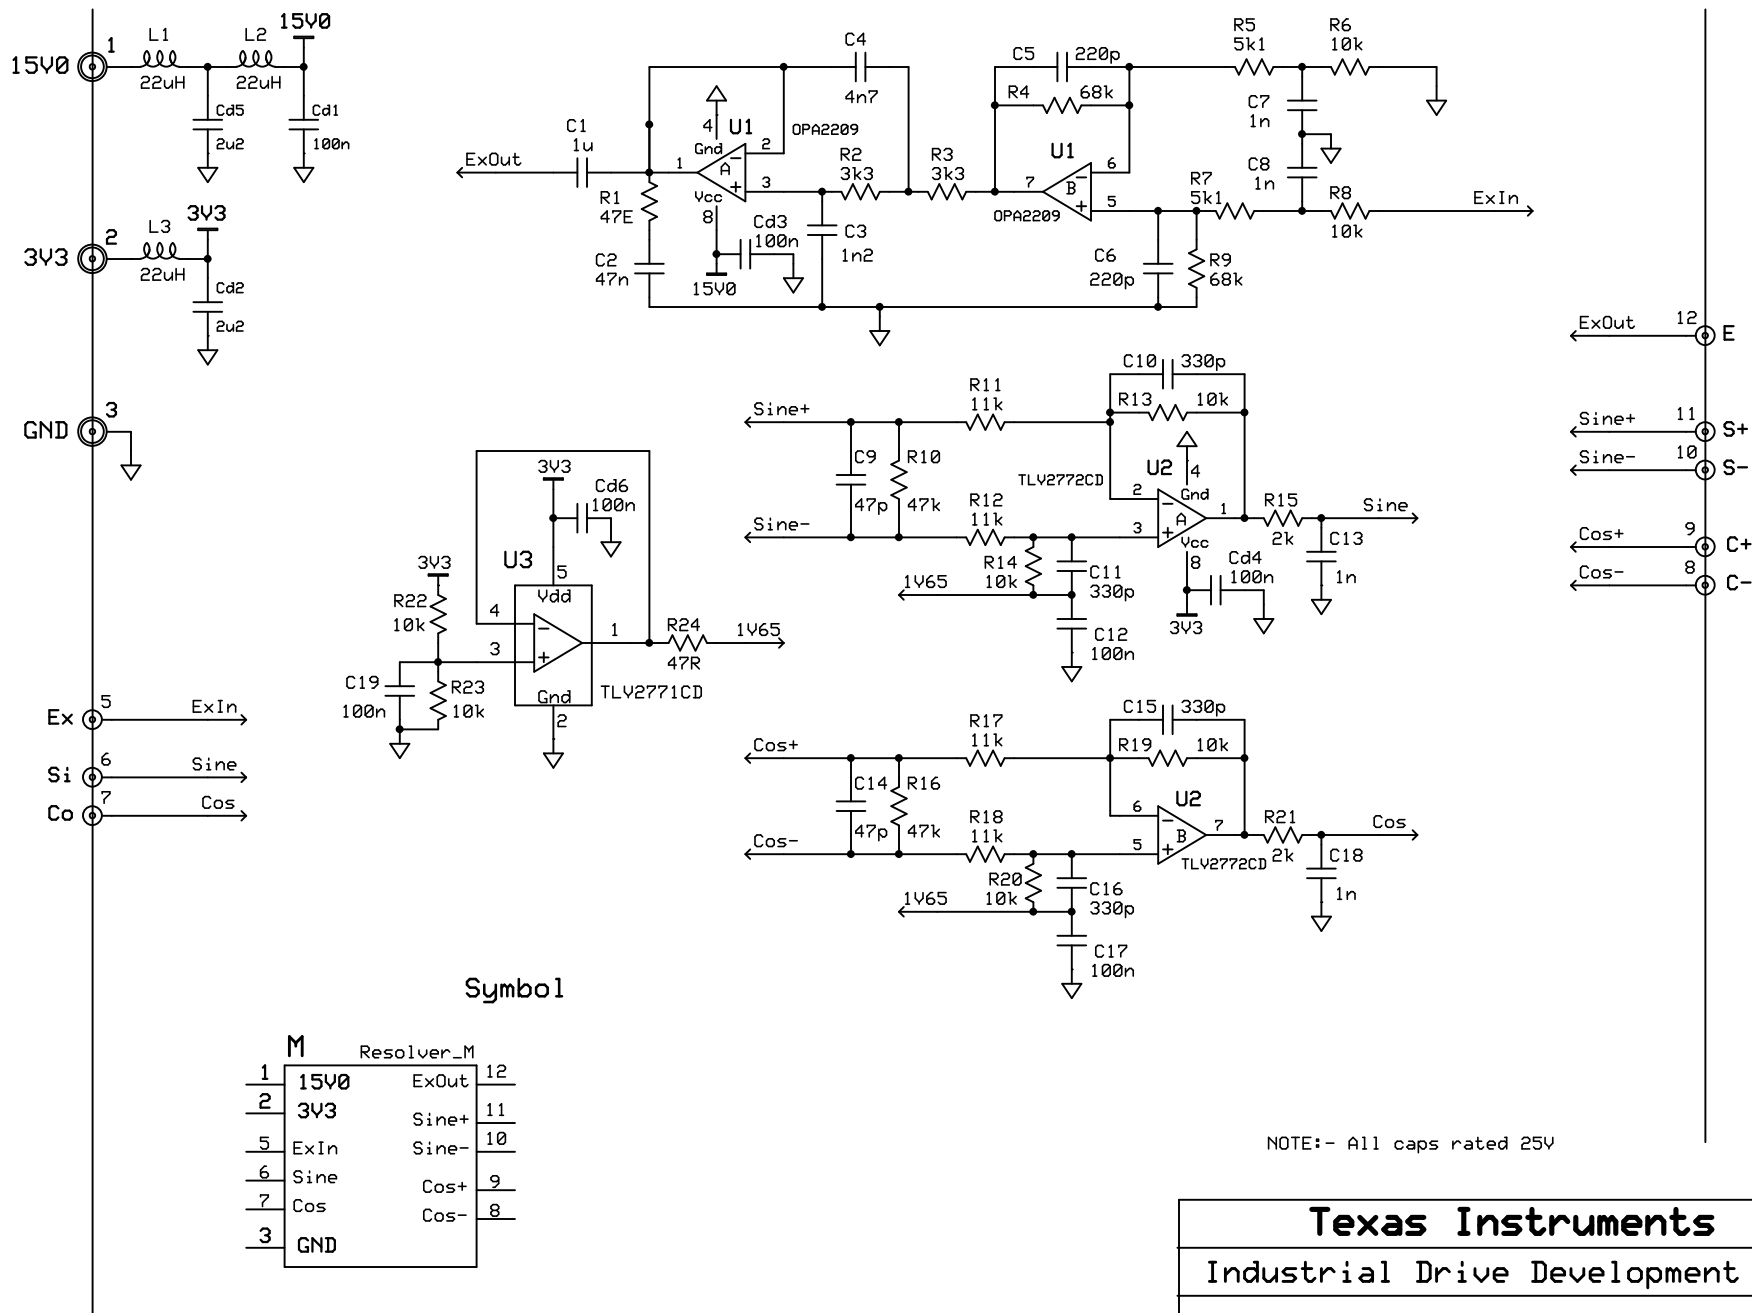 15V0
1
L1
22uH
L2
22uH
15V0
Cd5
2u2
Cd1
100n
3V3
2
L3
22uH
3V3
Cd2
2u2
GND
3
ExOut
C1
1u
R1
47E
C2
47n
1
4
Gnd
U1
A
Vcc
8
15V0
Cd3
100n
2
3
OPA2209
C4
4n7
R2
3k3
R3
3k3
C3
1n2
C5
220p
R4
68k
U1
B
7
6
5
OPA2209
R5
5k1
R6
10k
C7
1n
C8
1n
R7
5k1
R8
10k
ExIn
C6
220p
R9
68k
ExOut
12
E
Sine+
11
S+
Sine-
10
S-
Cos+
9
C+
Cos-
8
C-
Sine+
Sine-
C9
47p
R10
47k
R11
11k
R12
11k
C10
330p
R13
10k
TLV2772CD
U2
4
Gnd
A
Vcc
8
2
3
1
R14
10k
C11
330p
1V65
C12
100n
Cd4
100n
3V3
R15
2k
C13
1n
Sine
3V3
Cd6
100n
U3
5
Vdd
4
3
1
Gnd
2
TLV2771CD
3V3
R22
10k
R23
10k
C19
100n
R24
47R
1V65
Ex
5
ExIn
Si
6
Sine
Co
7
Cos
Cos+
Cos-
C14
47p
R16
47k
R17
11k
R18
11k
C15
330p
R19
10k
U2
B
6
5
7
TLV2772CD
R20
10k
C16
330p
1V65
C17
100n
R21
2k
C18
1n
Cos
Symbol
M
Resolver_M
1
15V0
2
3V3
5
ExIn
6
Sine
7
Cos
3
GND
ExOut
12
Sine+
11
Sine-
10
Cos+
9
Cos-
8
NOTE:- All caps rated 25V
Texas Instruments
Industrial Drive Development